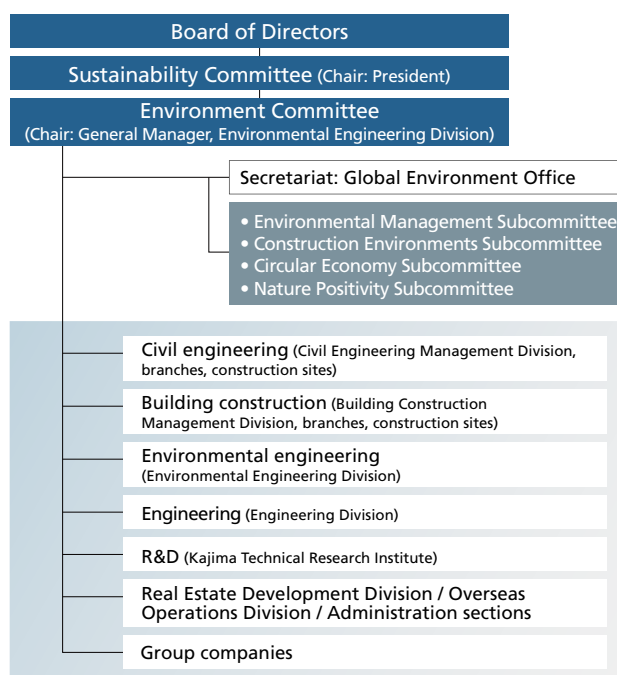 Board of Directors
Sustainability Committee (Chair: President)
Environment Committee
(Chair: General Manager, Environmental Engineering Division)
Secretariat: Global Environment Office
• Environmental Management Subcommittee
• Construction Environments Subcommittee
• Circular Economy Subcommittee
• Nature Positivity Subcommittee
Civil engineering (Civil Engineering Management Division,
branches, construction sites)
Building construction (Building Construction
Management Division, branches, construction sites)
Environmental engineering
(Environmental Engineering Division)
Engineering (Engineering Division)
R&D (Kajima Technical Research Institute)
Real Estate Development Division / Overseas
Operations Division / Administration sections
Group companies